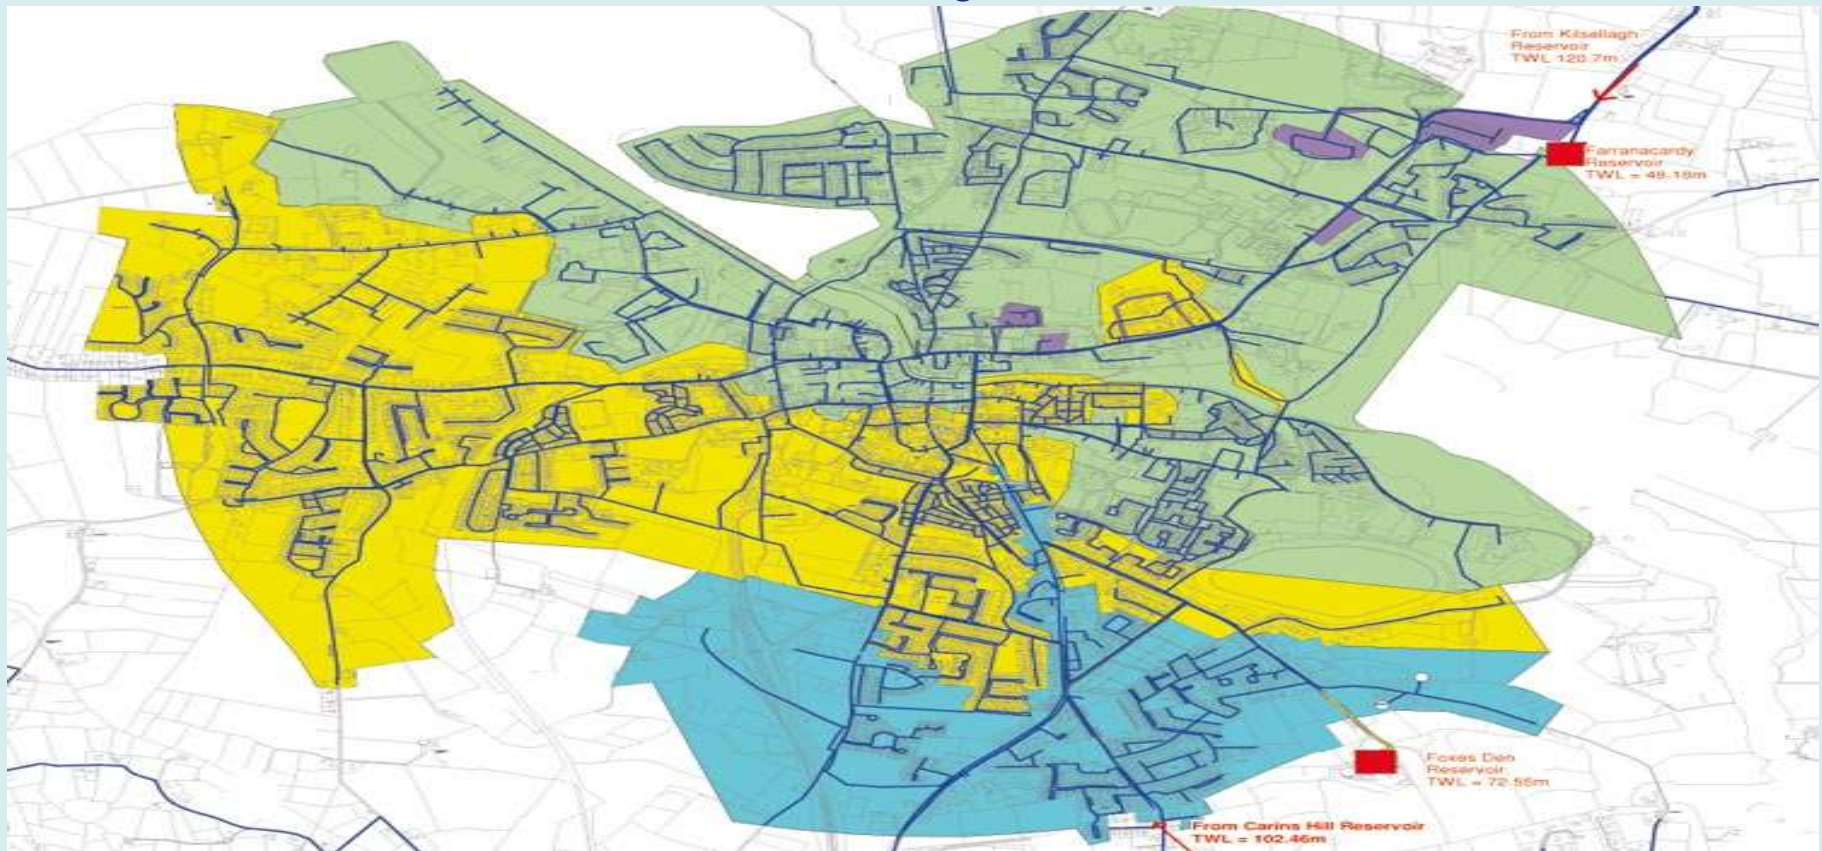 From Kilsellagh
Reservoir
TWL 120.7m
Farranacardy
Reservoir
TWL = 49.18m
Foxes Den
Reservoir
TWL = 72.55m
From Carins Hill Reservoir
TWL = 102.46m